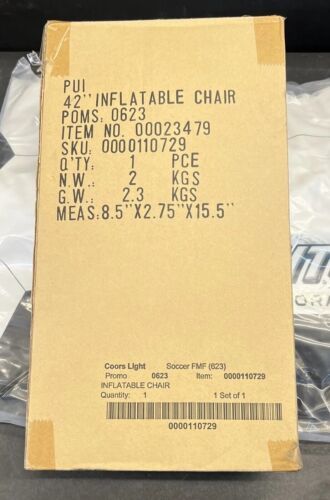 PUI
42"INFLATABLE CHAIR
POMS: 0623
ITEM NO. 00023479
SKU: 0000110729
Q'TY: 1 PCE
N.W.: 2 KGS
G.W.: 2.3 KGS
MEAS:8.5"X2.75"X15.5"
Coors Light Soccer FMF (623)
Promo 0623 Item: 0000110729
INFLATABLE CHAIR
Quantity: 1 1 Set of 1
0000110729